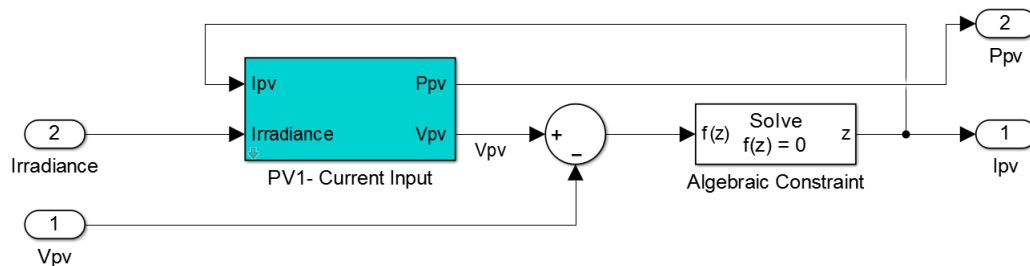 2
Ppv
Ipv
Ppv
Irradiance
Vpv
+
−
Vpv
PV1- Current Input
f(z)
Solve
f(z) = 0
z
Algebraic Constraint
1
Ipv
2
Irradiance
1
Vpv